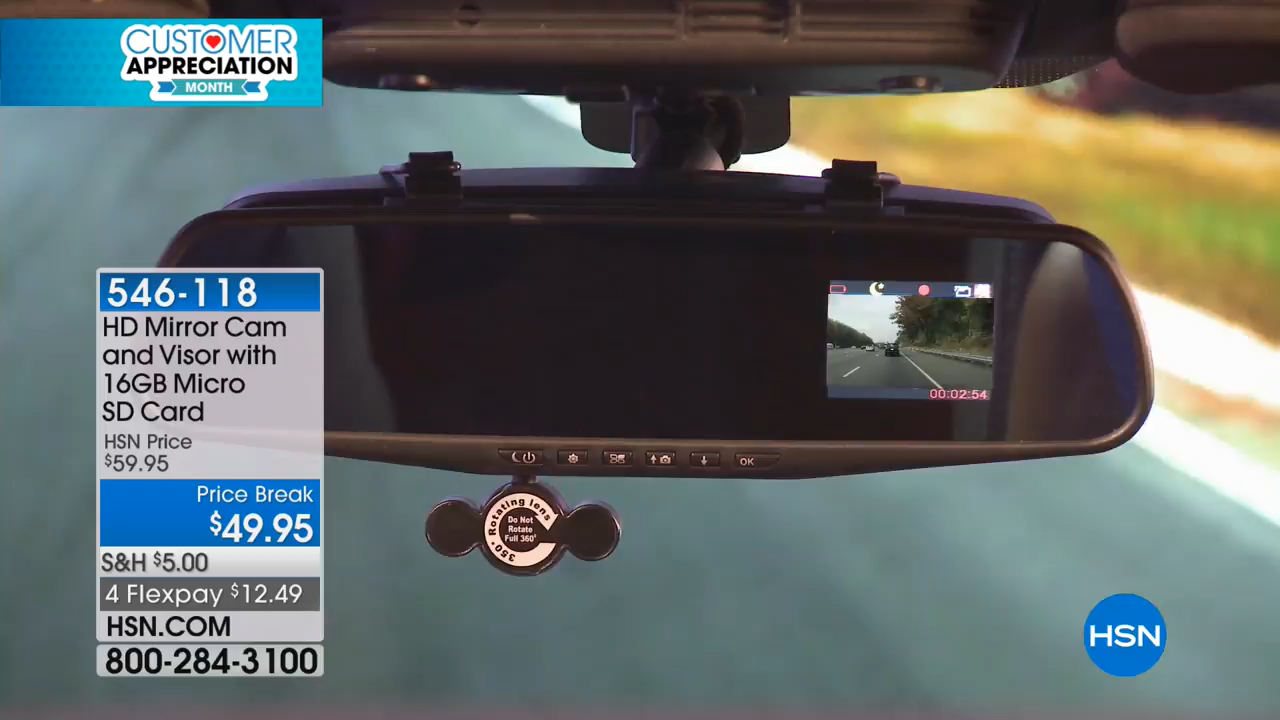 CUSTOMER
APPRECIATION
MONTH
546-118
HD Mirror Cam
and Visor with
16GB Micro
SD Card
HSN Price
$59.95
Price Break
$49.95
S&H $5.00
4 Flexpay $12.49
HSN.COM
800-284-3100
00:02:54
OK
350° Rotating lens
Do Not
Rotate
Full 360°
HSN